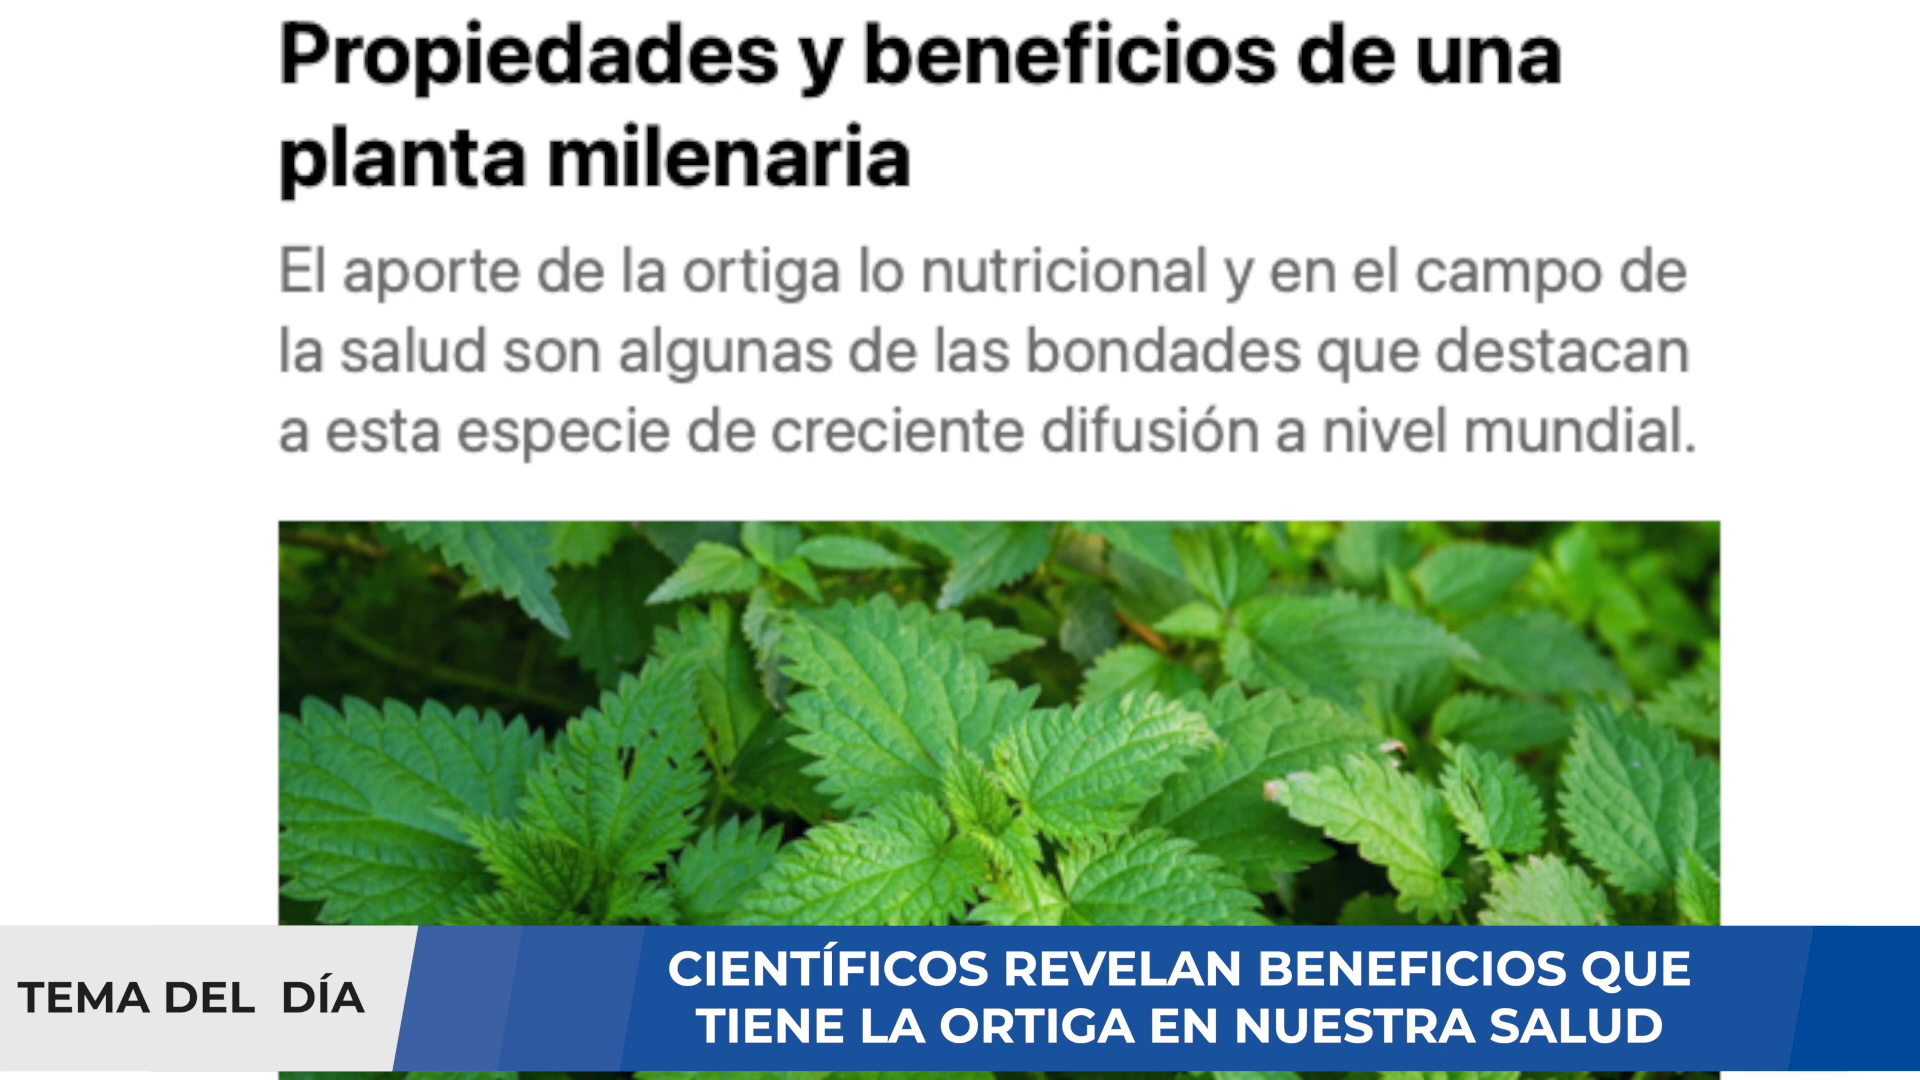 Propiedades y beneficios de una
planta milenaria
El aporte de la ortiga lo nutricional y en el campo de
la salud son algunas de las bondades que destacan
a esta especie de creciente difusión a nivel mundial.
TEMA DEL DÍA
CIENTÍFICOS REVELAN BENEFICIOS QUE
TIENE LA ORTIGA EN NUESTRA SALUD